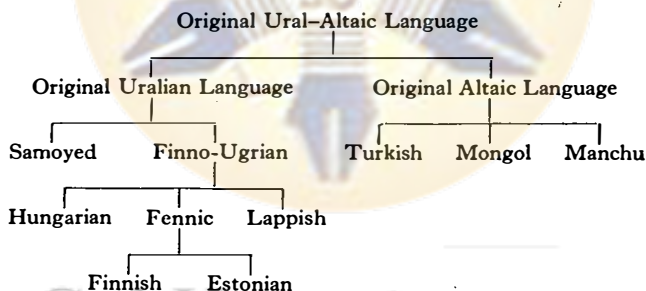 Original Ural–Altaic Language
Original Uralian Language Original Altaic Language
Samoyed Finno-Ugrian Turkish Mongol Manchu
Hungarian Fennic Lappish
Finnish Estonian